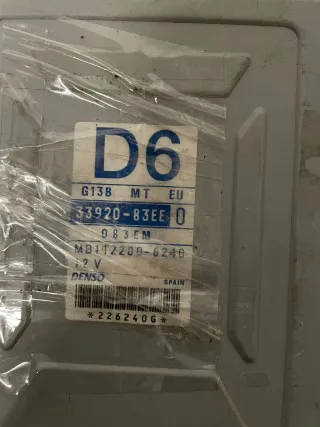 D6
G13B MT EU
33920-83EE 0
083EM
MB112200-6240
12V
DENSO SPAIN
*226240G*